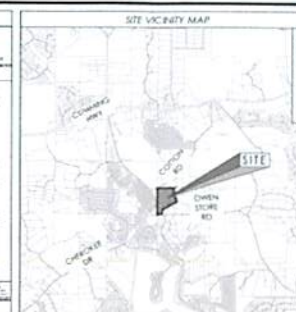 SITE VICINITY MAP
CUMMING
HWY
COTTON
RD
SITE
OWEN
STORE
RD
CHEROKEE
DR